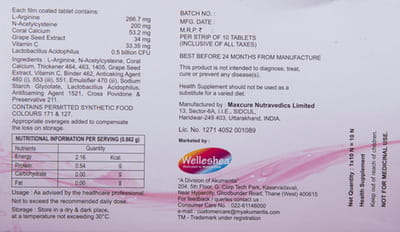 Each film coated tablet contains:
L-Arginine 266.7 mg
N-Acetylcysteine 200 mg
Coral Calcium 53.2 mg
Grape Seed Extract 34 mg
Vitamin C 33.35 mg
Lactobacillus Acidophilus 0.5 billion CFU
Ingredients : L-Arginine, N-Acetylcysteine, Coral
Calcium, Thickener 464, 463, 1405, Grape Seed
Extract, Vitamin C, Binder 462, Anticaking Agent
460 (i), 553 (iii), 551, Emulsifier 470 (iii), Sodium
Starch Glycolate, Lactobacillus Acidophilus,
Antifoaming Agent 1521, Cross Povidone &
Preservative 211
CONTAINS PERMITTED SYNTHETIC FOOD
COLOURS 171 & 127.
Appropriate overages added to compensate
the loss on storage.
NUTRITIONAL INFORMATION PER SERVING (0.862 g)
Nutrients Quantity
Energy 2.16 Kcal
Protein 0.54 g
Carbohydrate 0.00 g
Fat 0.00 g
Usage : As advised by the healthcare professional.
Not to exceed the recommended daily dose.
Storage : Store in a dry & dark place,
at a temperature not exceeding 30°C.
BATCH NO. :
MFG. DATE :
M.R.P. ₹
PER STRIP OF 10 TABLETS
(INCLUSIVE OF ALL TAXES)
BEST BEFORE 24 MONTHS FROM MANUFACTURE
This product is not intended to diagnose, treat,
cure or prevent any disease(s).
Health Supplement should not be used as a
substitute for a varied diet.
Manufactured by : Maxcure Nutravedics Limited
13, Sector-6A, I.I.E., SIDCUL,
Haridwar-249 403, Uttarakhand, INDIA.
Lic. No. 1271 4052 001089
Marketed by :
Welleshea
"A Division of Akumentis"
204, 5th Floor, G. Corp Tech Park, Kasarvadavali,
Near Hypercity, Ghodbunder Road, Thane (W) 400615
For feedback / queries contact us :
Consumer Care No. : 022-61146000
e mail : customercare@myakumentis.com
TM - Trademark under registration
Net Quantity : 1x10 N = 10 N
Health Supplement
Keep out of reach of children.
NOT FOR MEDICINAL USE.